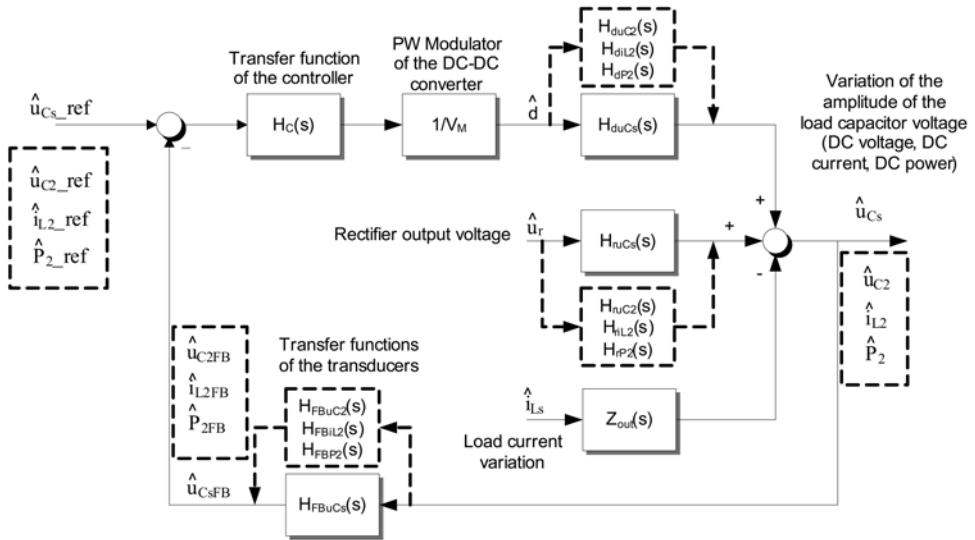 Transfer function
of the controller
PW Modulator
of the DC-DC
converter
H_duC2(s)
H_diL2(s)
H_dP2(s)
Variation of the
amplitude of the
load capacitor voltage
(DC voltage, DC
current, DC power)
û_Cs_ref
H_C(s)
1/V_M
d̂
H_duCs(s)
−
û_C2_ref
î_L2_ref
P̂_2_ref
+
+
-
û_Cs
Rectifier output voltage
û_r
H_ruCs(s)
û_C2
î_L2
P̂_2
H_ruC2(s)
H_riL2(s)
H_rP2(s)
û_C2FB
î_L2FB
P̂_2FB
Transfer functions
of the transducers
H_FBuC2(s)
H_FBiL2(s)
H_FBP2(s)
î_Ls
Load current
variation
Z_out(s)
û_CsFB
H_FBuCs(s)